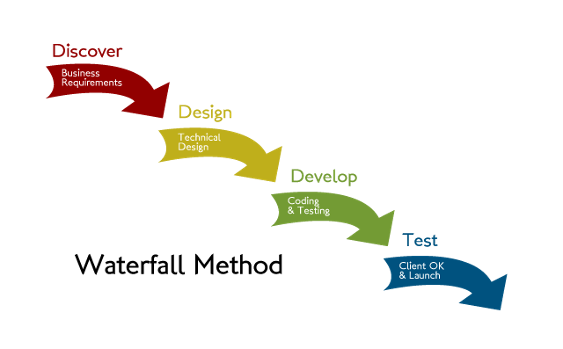 Discover
Business
Requirements
Design
Technical
Design
Develop
Coding
& Testing
Test
Client OK
& Launch
Waterfall Method